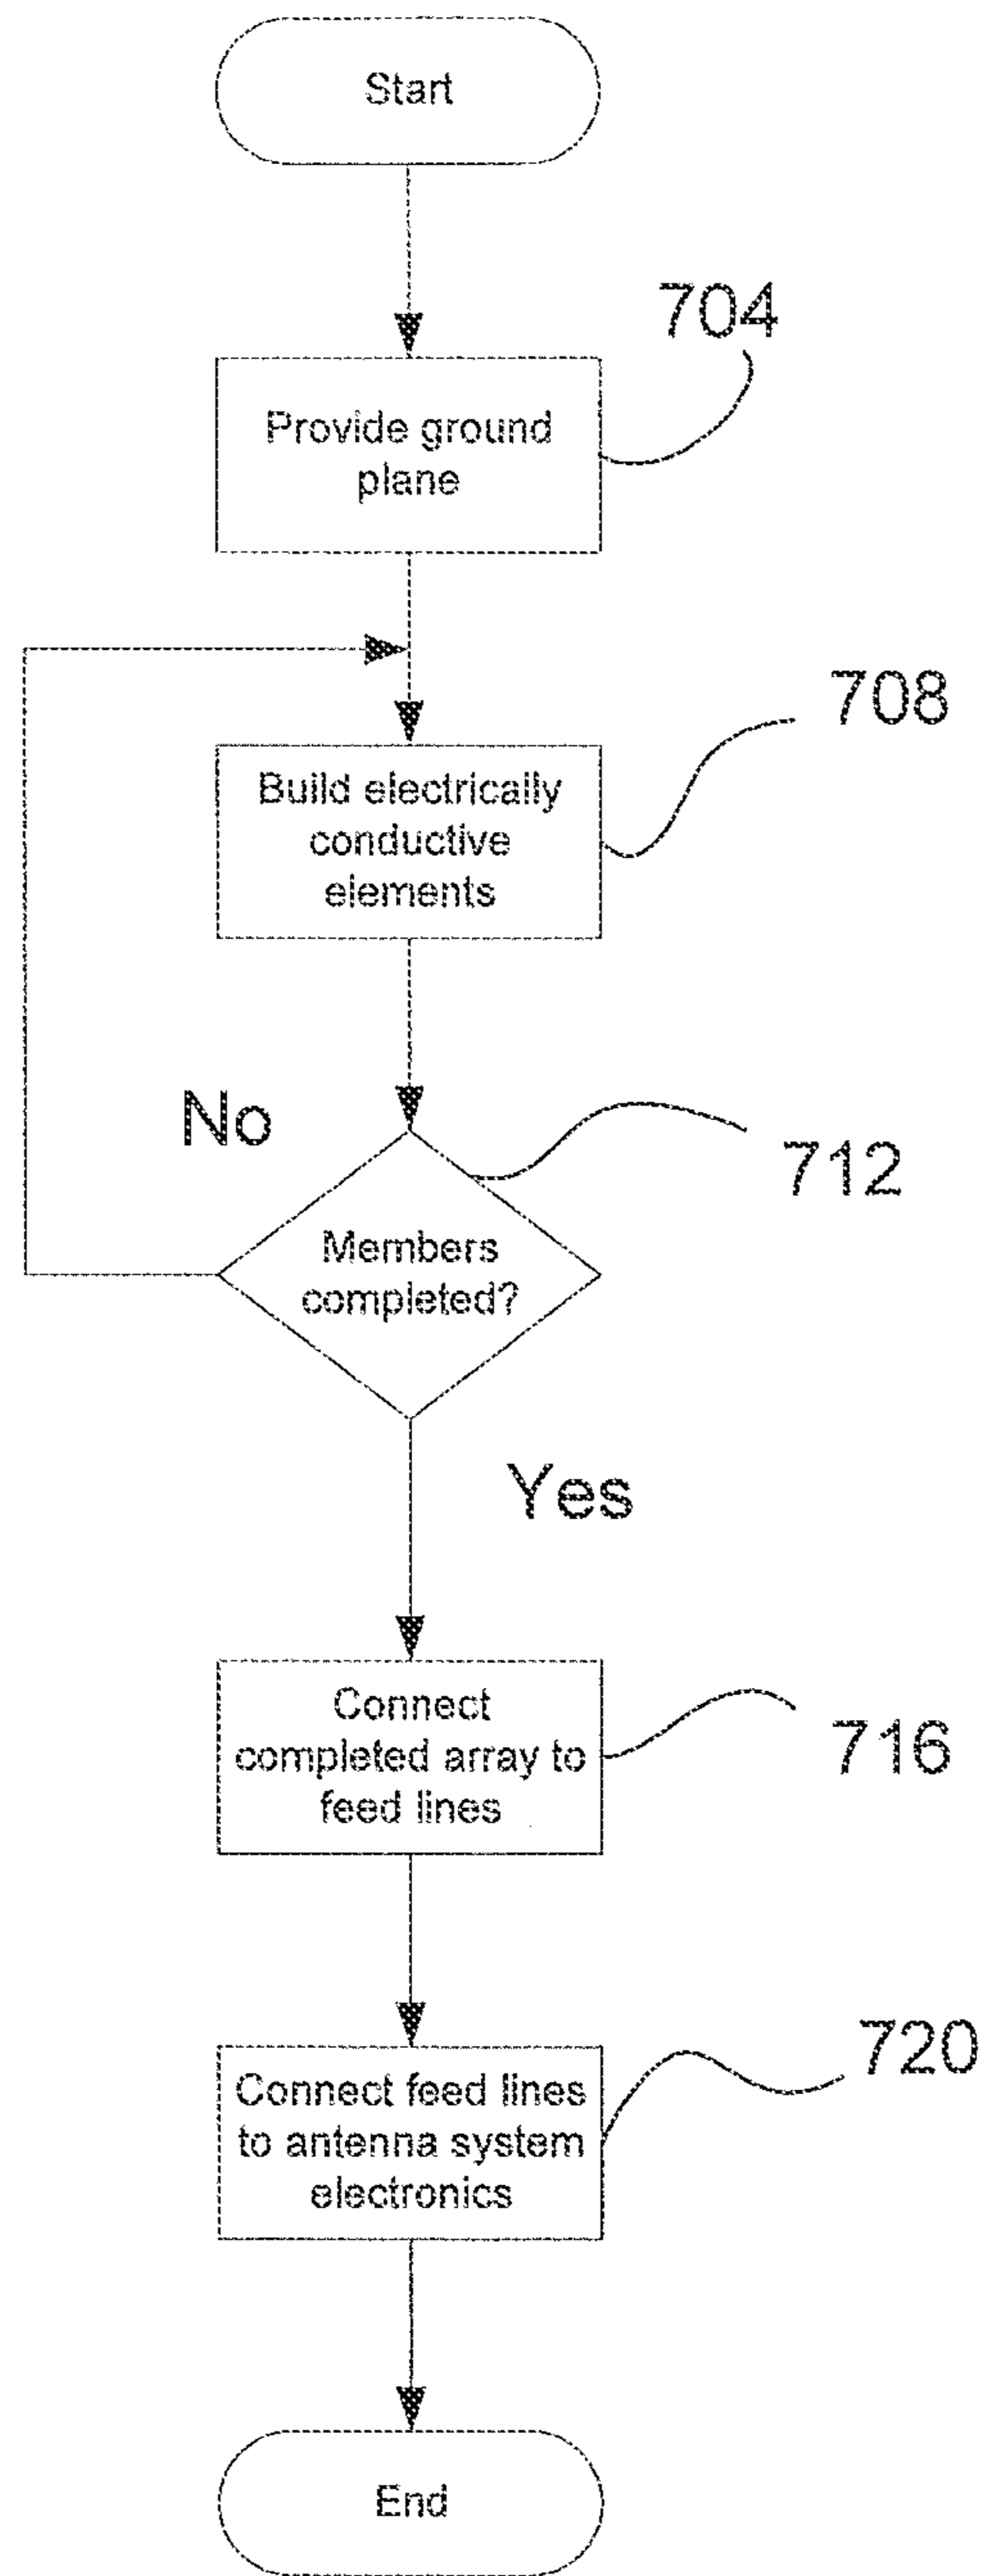 Start
704
Provide ground
plane
708
Build electrically
conductive
elements
No
712
Members
completed?
Yes
Connect
completed array to
feed lines
716
720
Connect feed lines
to antenna system
electronics
End